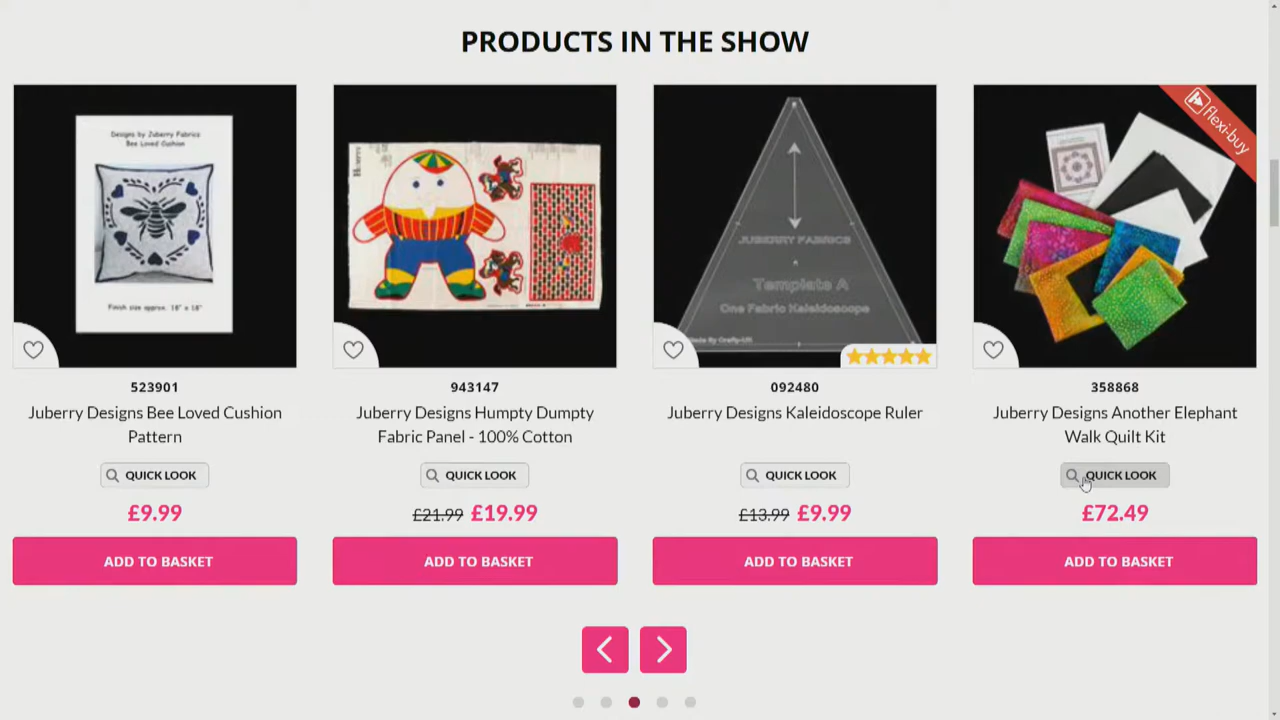 PRODUCTS IN THE SHOW
Designs by Juberry Fabrics
Bee Loved Cushion
Finish size approx. 18" x 18"
JUBERRY FABRICS
Template A
One Fabric Kaleidoscope
Made By Crafty-Uff
flexi-buy
523901
Juberry Designs Bee Loved Cushion
Pattern
QUICK LOOK
£9.99
ADD TO BASKET
943147
Juberry Designs Humpty Dumpty
Fabric Panel - 100% Cotton
QUICK LOOK
£21.99 £19.99
ADD TO BASKET
092480
Juberry Designs Kaleidoscope Ruler
QUICK LOOK
£13.99 £9.99
ADD TO BASKET
358868
Juberry Designs Another Elephant
Walk Quilt Kit
QUICK LOOK
£72.49
ADD TO BASKET